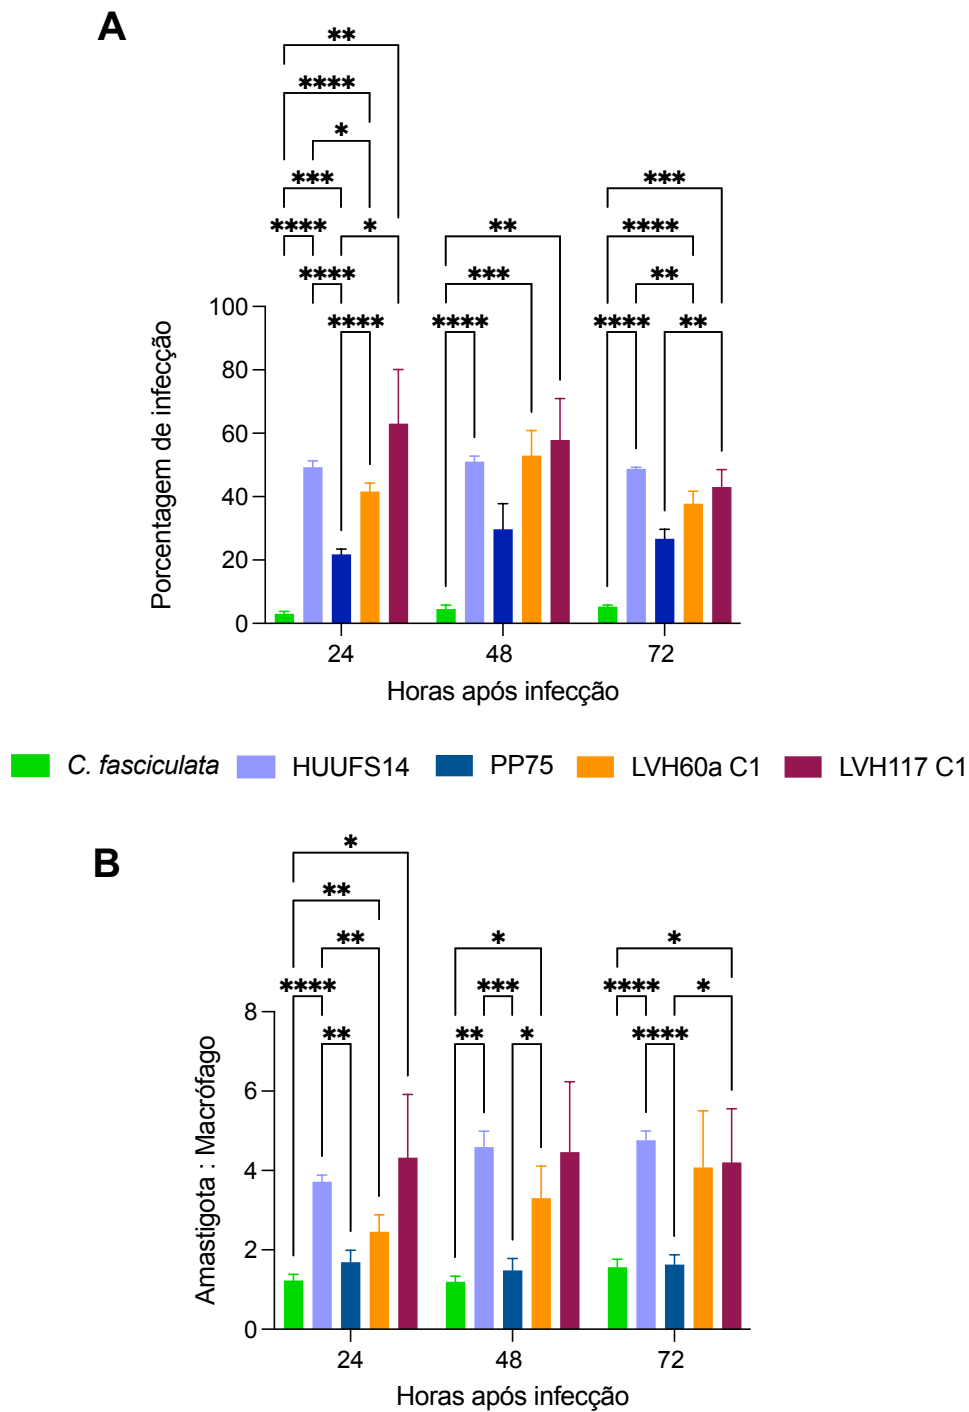 A
**
****
*
***
**** * ** ***
**** *** ****
**** **** **
**** **
100
80
60
40
20
0
Porcentagem de infecção
24 48 72
Horas após infecção
C. fasciculata HUUFS14 PP75 LVH60a C1 LVH117 C1
B
*
**
** * *
**** *** **** *
** ** * ****
8
6
4
2
0
Amastigota : Macrófago
24 48 72
Horas após infecção